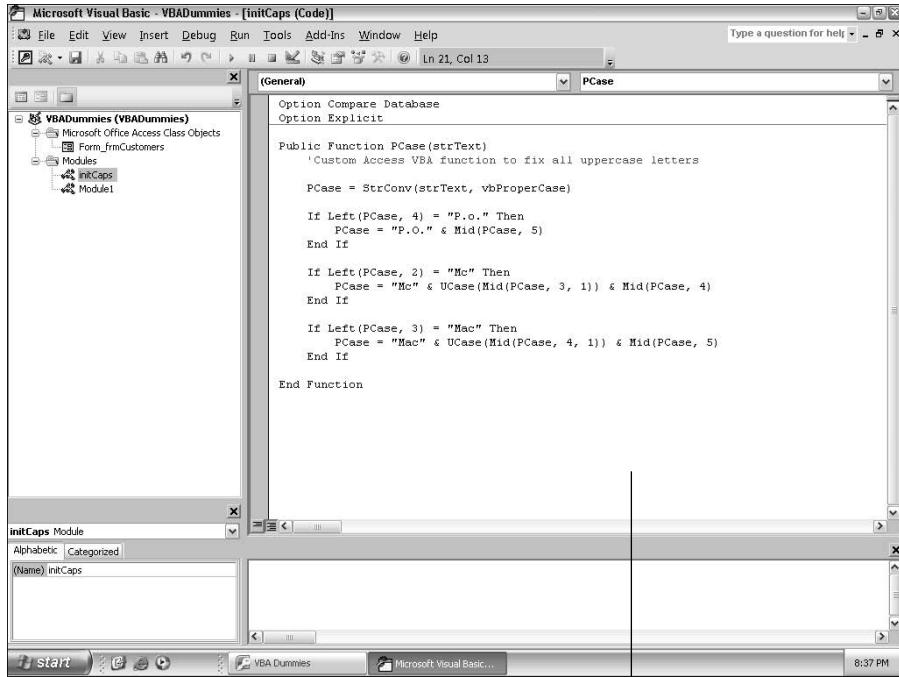 Microsoft Visual Basic - VBADummies - [initCaps (Code)]
File Edit View Insert Debug Run Tools Add-Ins Window Help
Type a question for help
Ln 21, Col 13
(General)
PCase
VBADummies (VBADummies)
Microsoft Office Access Class Objects
Form_frmCustomers
Modules
initCaps
Module1
Option Compare Database
Option Explicit
Public Function PCase(strText)
'Custom Access VBA function to fix all uppercase letters
PCase = StrConv(strText, vbProperCase)
If Left(PCase, 4) = "P.o." Then
PCase = "P.O." & Mid(PCase, 5)
End If
If Left(PCase, 2) = "Mc" Then
PCase = "Mc" & UCase(Mid(PCase, 3, 1)) & Mid(PCase, 4)
End If
If Left(PCase, 3) = "Mac" Then
PCase = "Mac" & UCase(Mid(PCase, 4, 1)) & Mid(PCase, 5)
End If
End Function
initCaps Module
Alphabetic Categorized
(Name) initCaps
start
VBA Dummies
Microsoft Visual Basic...
8:37 PM